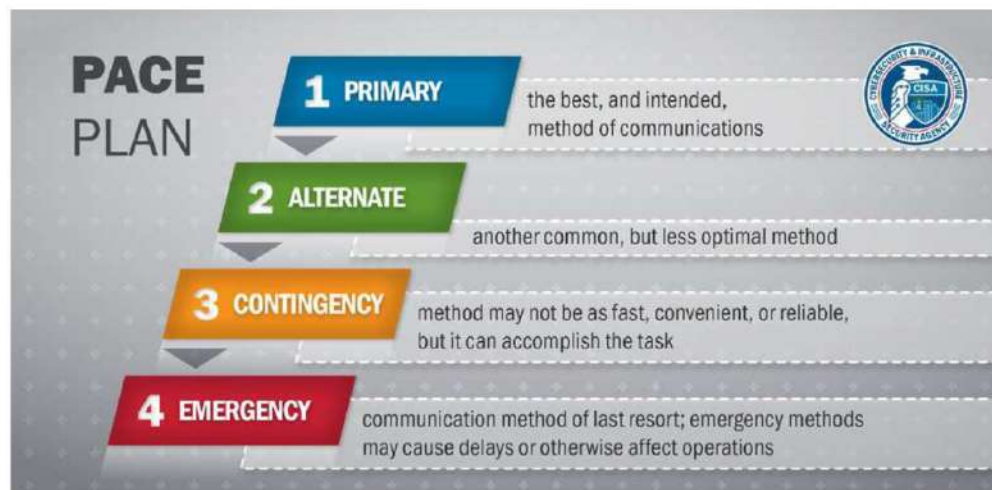 PACE
PLAN
1 PRIMARY
the best, and intended,
method of communications
CYBERSECURITY & INFRASTRUCTURE
CISA
SECURITY AGENCY
2 ALTERNATE
another common, but less optimal method
3 CONTINGENCY
method may not be as fast, convenient, or reliable,
but it can accomplish the task
4 EMERGENCY
communication method of last resort; emergency methods
may cause delays or otherwise affect operations